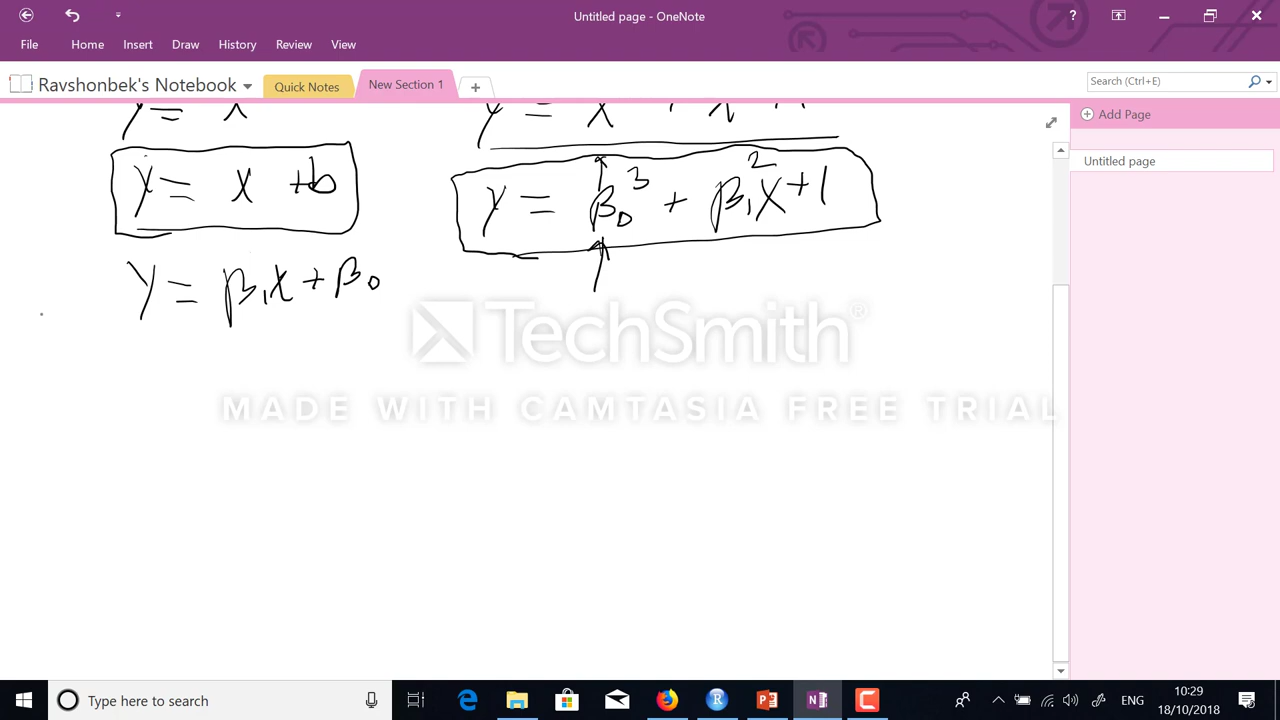 Untitled page - OneNote
?
File Home Insert Draw History Review View
Ravshonbek's Notebook Quick Notes New Section 1 +
Search (Ctrl+E)
Add Page
Untitled page
y = x
y = x + b
y = β₀³ + β₁²x + 1
y = β₁x + β₀
TechSmith®
MADE WITH CAMTASIA FREE TRIAL
Type here to search
ENG
10:29
18/10/2018